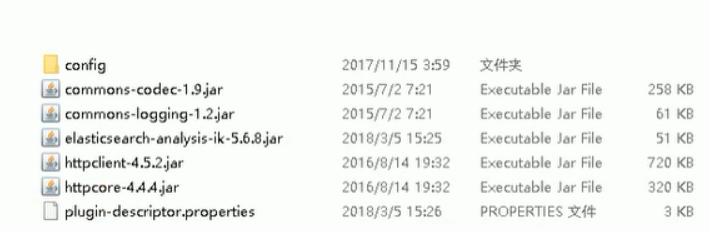 config 2017/11/15 3:59 文件夹
commons-codec-1.9.jar 2015/7/2 7:21 Executable Jar File 258 KB
commons-logging-1.2.jar 2015/7/2 7:21 Executable Jar File 61 KB
elasticsearch-analysis-ik-5.6.8.jar 2018/3/5 15:25 Executable Jar File 51 KB
httpclient-4.5.2.jar 2016/8/14 19:32 Executable Jar File 720 KB
httpcore-4.4.4.jar 2016/8/14 19:32 Executable Jar File 320 KB
plugin-descriptor.properties 2018/3/5 15:26 PROPERTIES 文件 3 KB